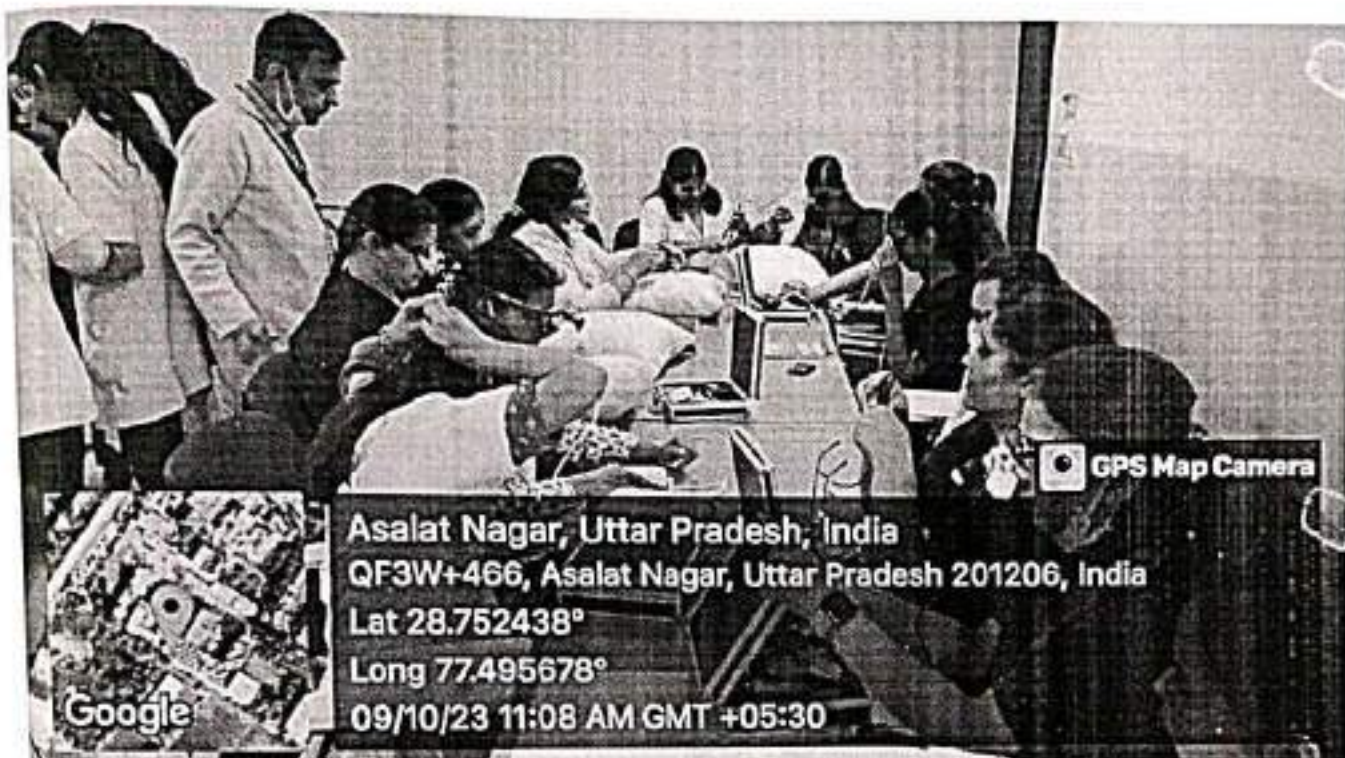 GPS Map Camera
Asalat Nagar, Uttar Pradesh, India
QF3W+466, Asalat Nagar, Uttar Pradesh 201206, India
Lat 28.752438°
Long 77.495678°
09/10/23 11:08 AM GMT +05:30
Google